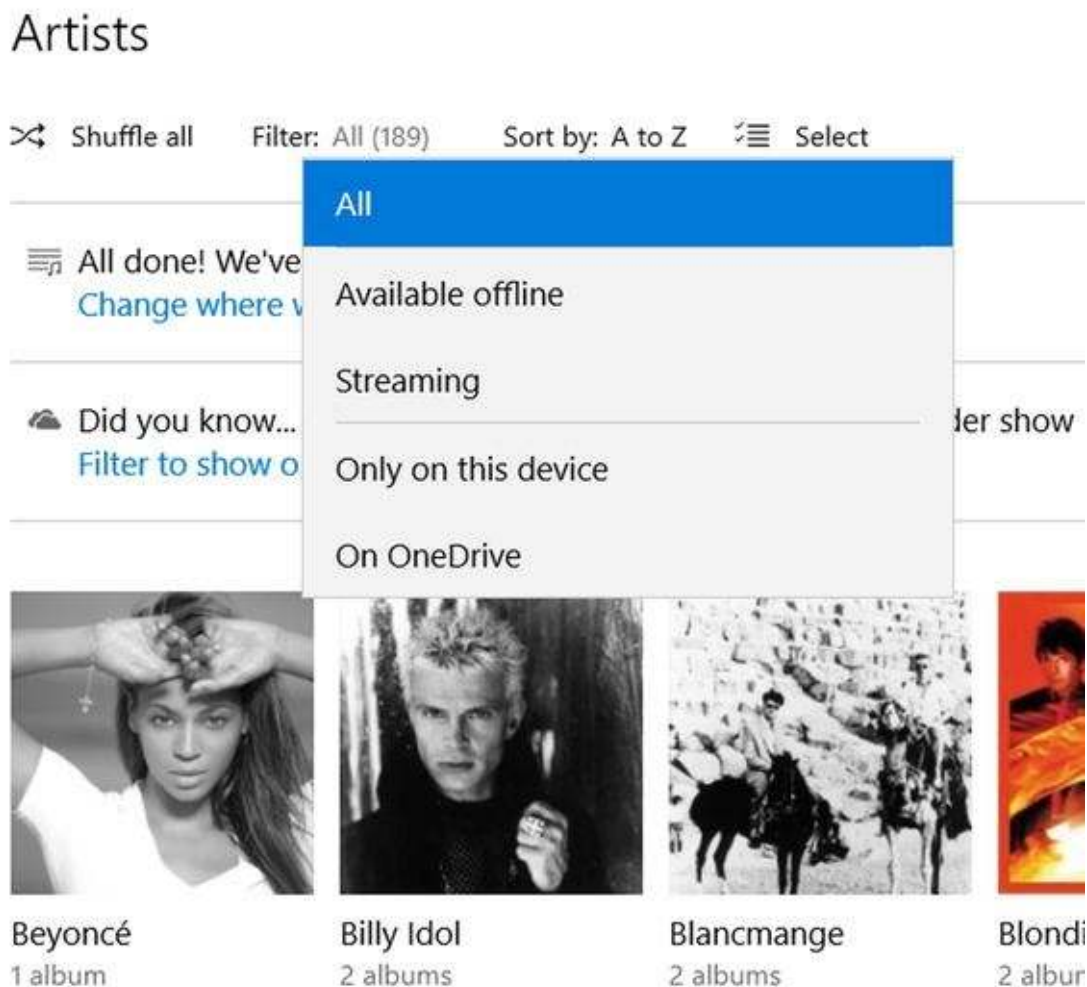 Artists
Shuffle all Filter: All (189) Sort by: A to Z Select
All
All done! We've
Change where
Available offline
Streaming
Did you know... der show
Filter to show o
Only on this device
On OneDrive
Beyoncé Billy Idol Blancmange Blondi
1 album 2 albums 2 albums 2 albu